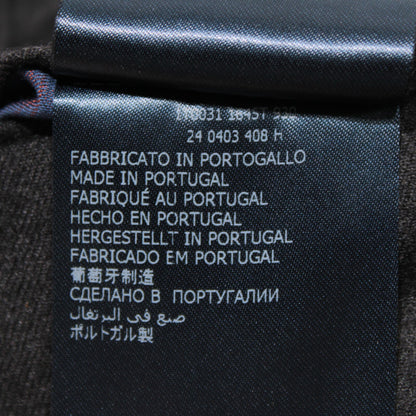 24 0403 408 H
FABBRICATO IN PORTOGALLO
MADE IN PORTUGAL
FABRIQUÉ AU PORTUGAL
HECHO EN PORTUGAL
HERGESTELLT IN PORTUGAL
FABRICADO EM PORTUGAL
葡萄牙制造
СДЕЛАНО В ПОРТУГАЛИИ
صنع في البرتغال
ポルトガル製